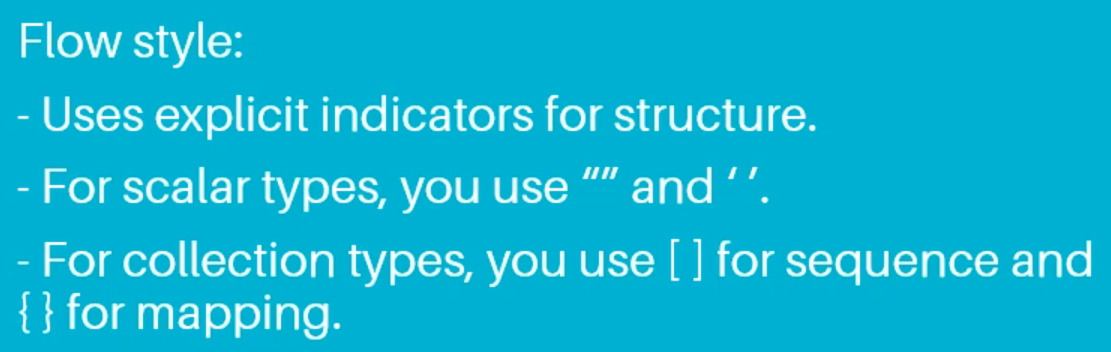 Flow style:
- Uses explicit indicators for structure.
- For scalar types, you use “” and ‘ ’.
- For collection types, you use [ ] for sequence and
{ } for mapping.